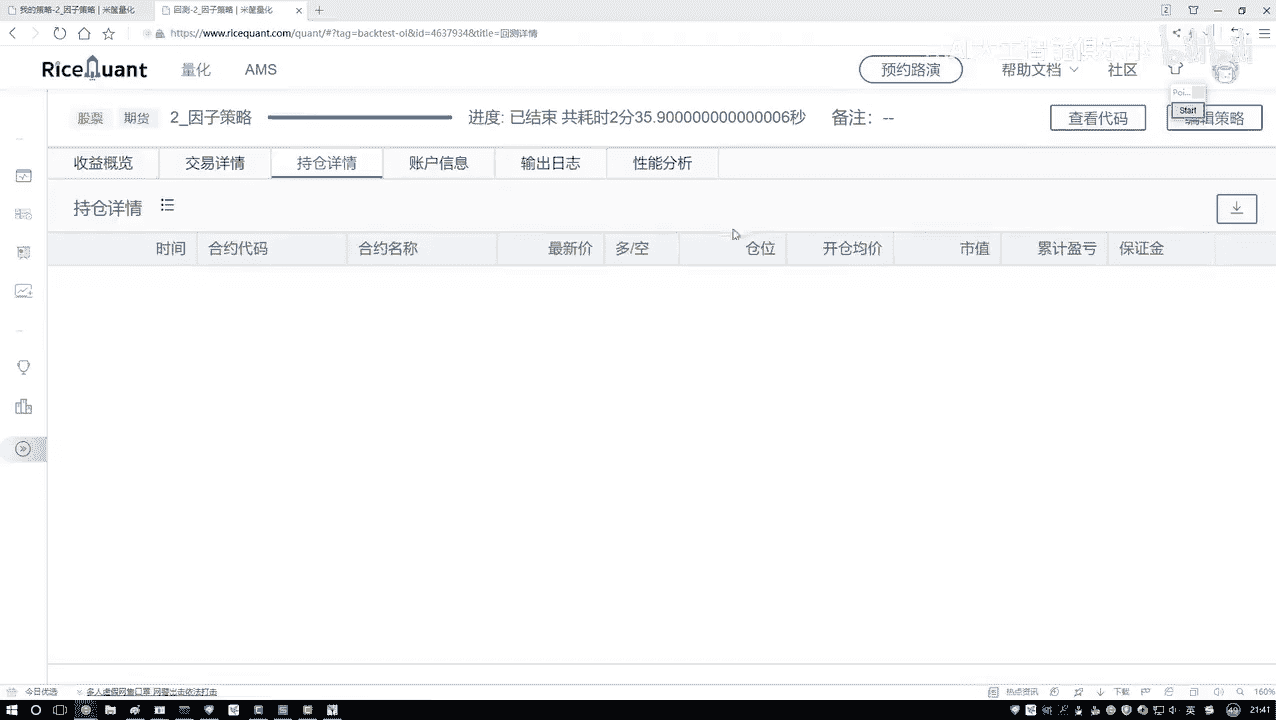 我的策略-2_因子策略 | 米筐量化
回测-2_因子策略 | 米筐量化
https://www.ricequant.com/quant/#?tag=backtest-ol&id=4637934&title=回测详情
RiceQuant 量化 AMS 预约路演 帮助文档 社区
Poi...
Start
股票 期货 2_因子策略 进度: 已结束 共耗时2分35.900000000000006秒 备注: -- 查看代码 编辑策略
收益概览 交易详情 持仓详情 账户信息 输出日志 性能分析
持仓详情
时间 合约代码 合约名称 最新价 多/空 仓位 开仓均价 市值 累计盈亏 保证金
今日优选 多人虚假网售口罩 网警出击依法打击 热点资讯 下载 160%
英 21:41